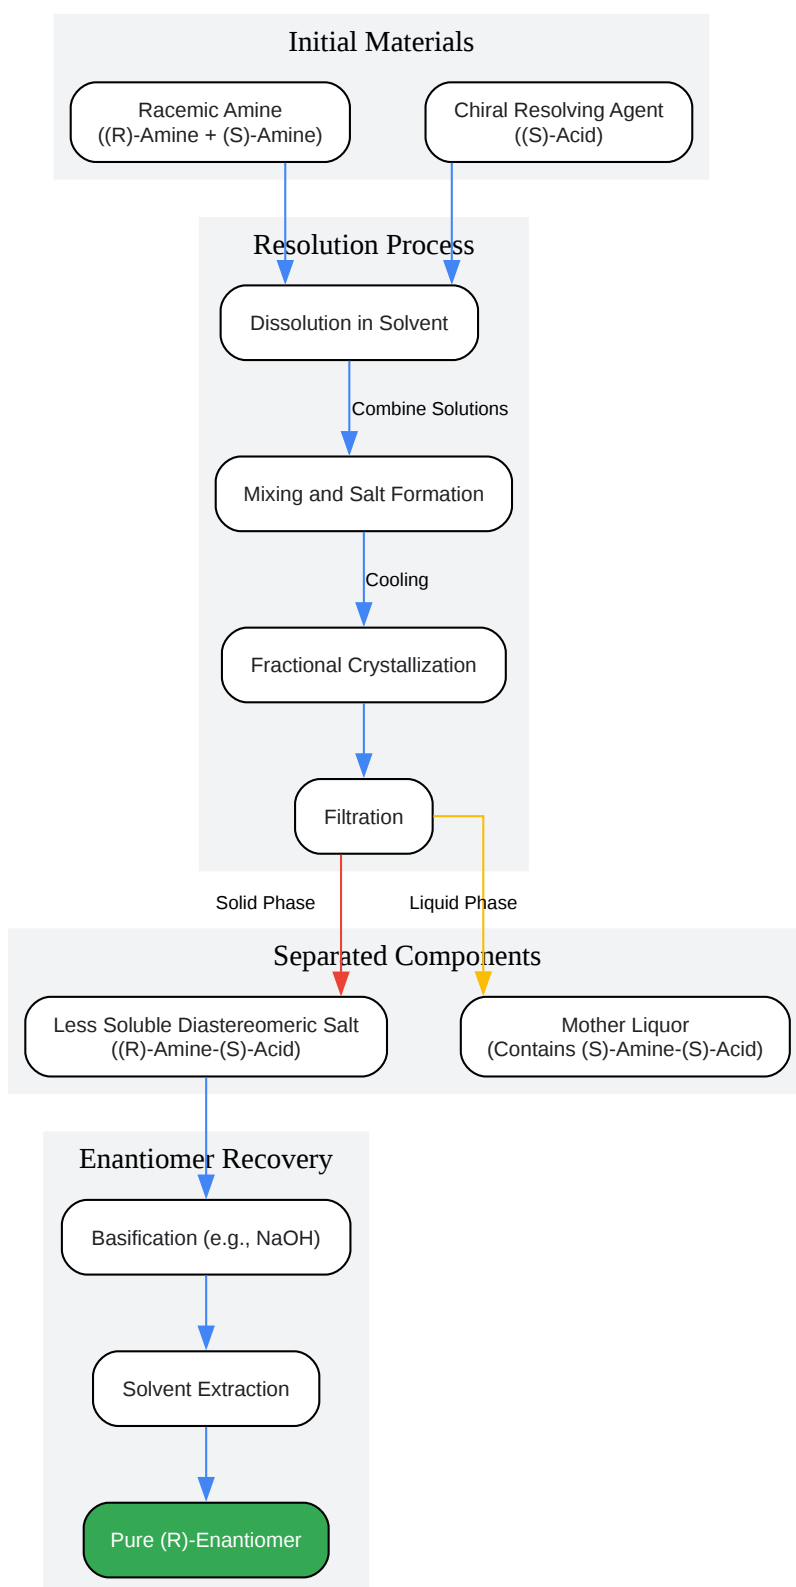 Initial Materials
Racemic Amine
((R)-Amine + (S)-Amine)
Chiral Resolving Agent
((S)-Acid)
Resolution Process
Dissolution in Solvent
Combine Solutions
Mixing and Salt Formation
Cooling
Fractional Crystallization
Filtration
Solid Phase
Liquid Phase
Separated Components
Less Soluble Diastereomeric Salt
((R)-Amine-(S)-Acid)
Mother Liquor
(Contains (S)-Amine-(S)-Acid)
Enantiomer Recovery
Basification (e.g., NaOH)
Solvent Extraction
Pure (R)-Enantiomer